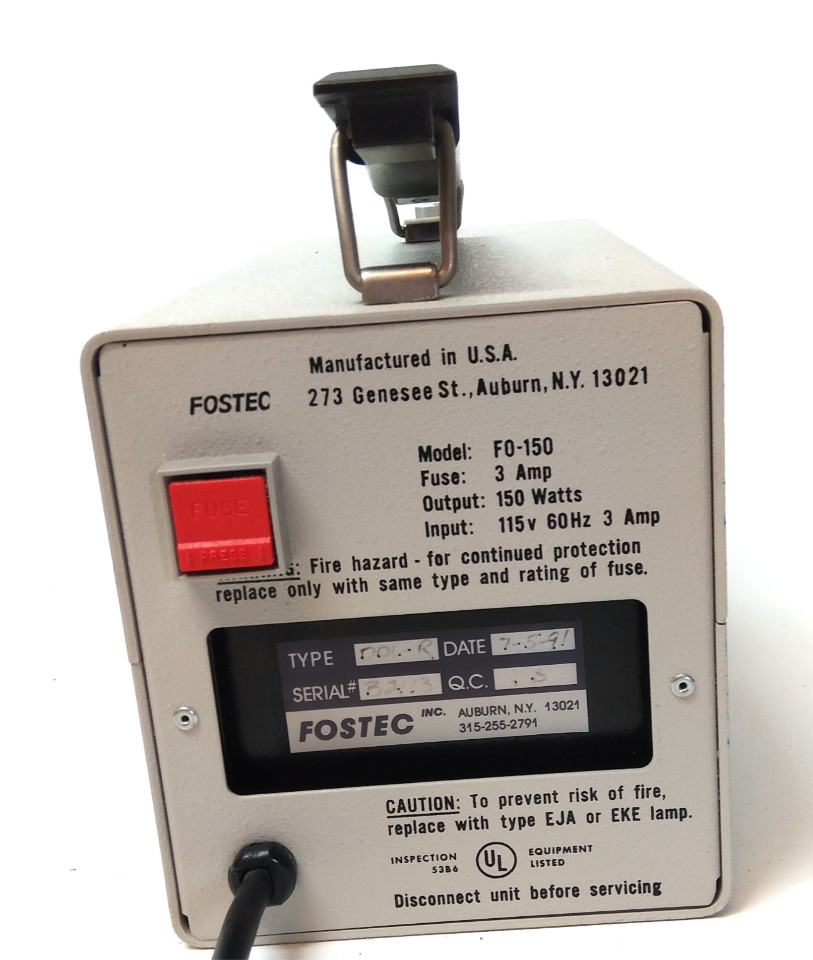 Manufactured in U.S.A.
FOSTEC 273 Genesee St., Auburn, N.Y. 13021
Model: FO-150
Fuse: 3 Amp
Output: 150 Watts
Input: 115v 60Hz 3 Amp
FUSE
PRESS
Fire hazard - for continued protection
replace only with same type and rating of fuse.
TYPE DATE 7-5-91
SERIAL# Q.C.
FOSTEC INC. AUBURN, N.Y. 13021
315-255-2791
CAUTION: To prevent risk of fire,
replace with type EJA or EKE lamp.
INSPECTION 53B6 UL EQUIPMENT LISTED
Disconnect unit before servicing